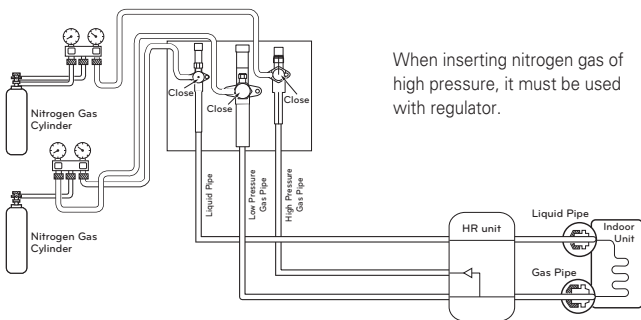 When inserting nitrogen gas of
high pressure, it must be used
with regulator.
Nitrogen Gas
Cylinder
Nitrogen Gas
Cylinder
Close
Close
Close
Liquid Pipe
Low Pressure
Gas Pipe
High Pressure
Gas Pipe
HR unit
Liquid Pipe
Gas Pipe
Indoor
Unit